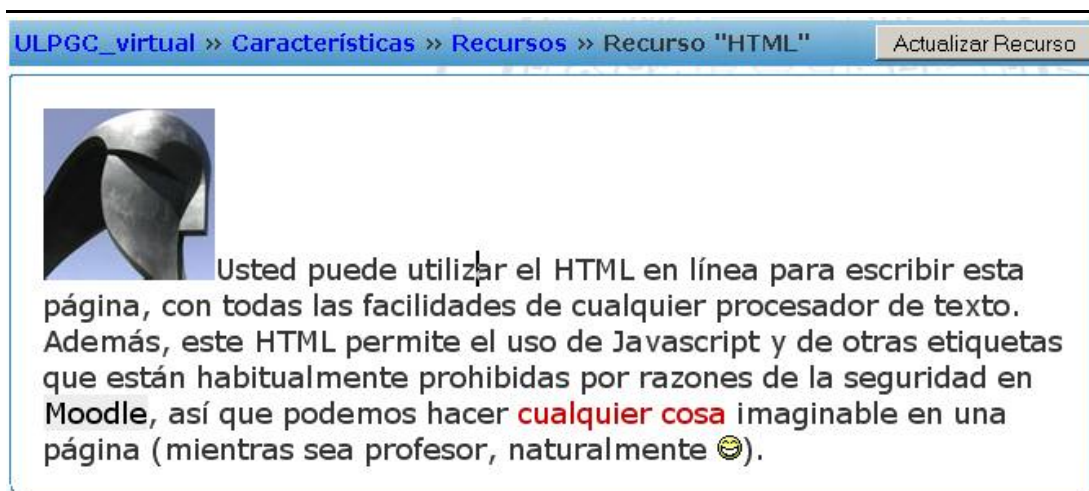 ULPGC_virtual » Características » Recursos » Recurso "HTML"
Actualizar Recurso
Usted puede utilizar el HTML en línea para escribir esta
página, con todas las facilidades de cualquier procesador de texto.
Además, este HTML permite el uso de Javascript y de otras etiquetas
que están habitualmente prohibidas por razones de la seguridad en
Moodle, así que podemos hacer cualquier cosa imaginable en una
página (mientras sea profesor, naturalmente 😄).